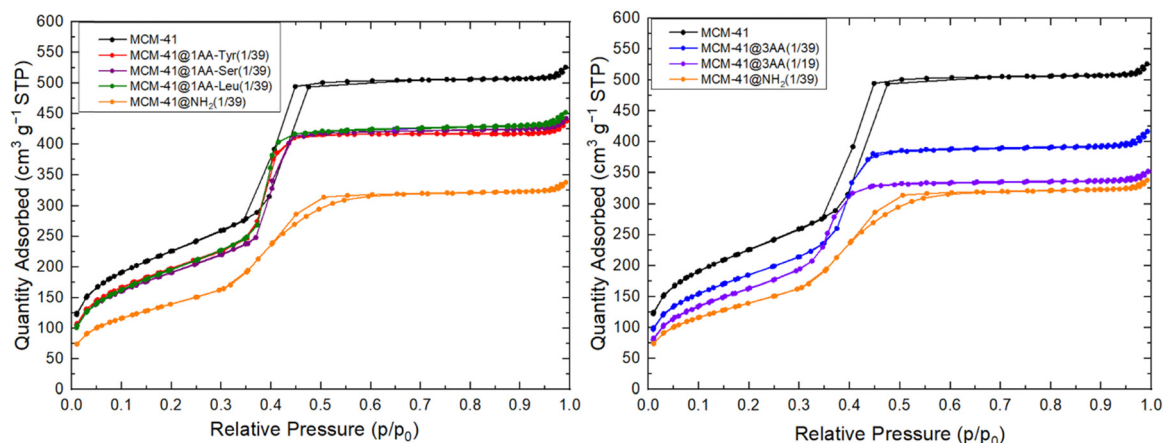 600
550
500
450
400
350
300
250
200
150
100
50
0
Quantity Adsorbed (cm³ g⁻¹ STP)
MCM-41
MCM-41@1AA-Tyr(1/39)
MCM-41@1AA-Ser(1/39)
MCM-41@1AA-Leu(1/39)
MCM-41@NH₂(1/39)
0.0 0.1 0.2 0.3 0.4 0.5 0.6 0.7 0.8 0.9 1.0
Relative Pressure (p/p₀)
600
550
500
450
400
350
300
250
200
150
100
50
0
Quantity Adsorbed (cm³ g⁻¹ STP)
MCM-41
MCM-41@3AA(1/39)
MCM-41@3AA(1/19)
MCM-41@NH₂(1/39)
0.0 0.1 0.2 0.3 0.4 0.5 0.6 0.7 0.8 0.9 1.0
Relative Pressure (p/p₀)